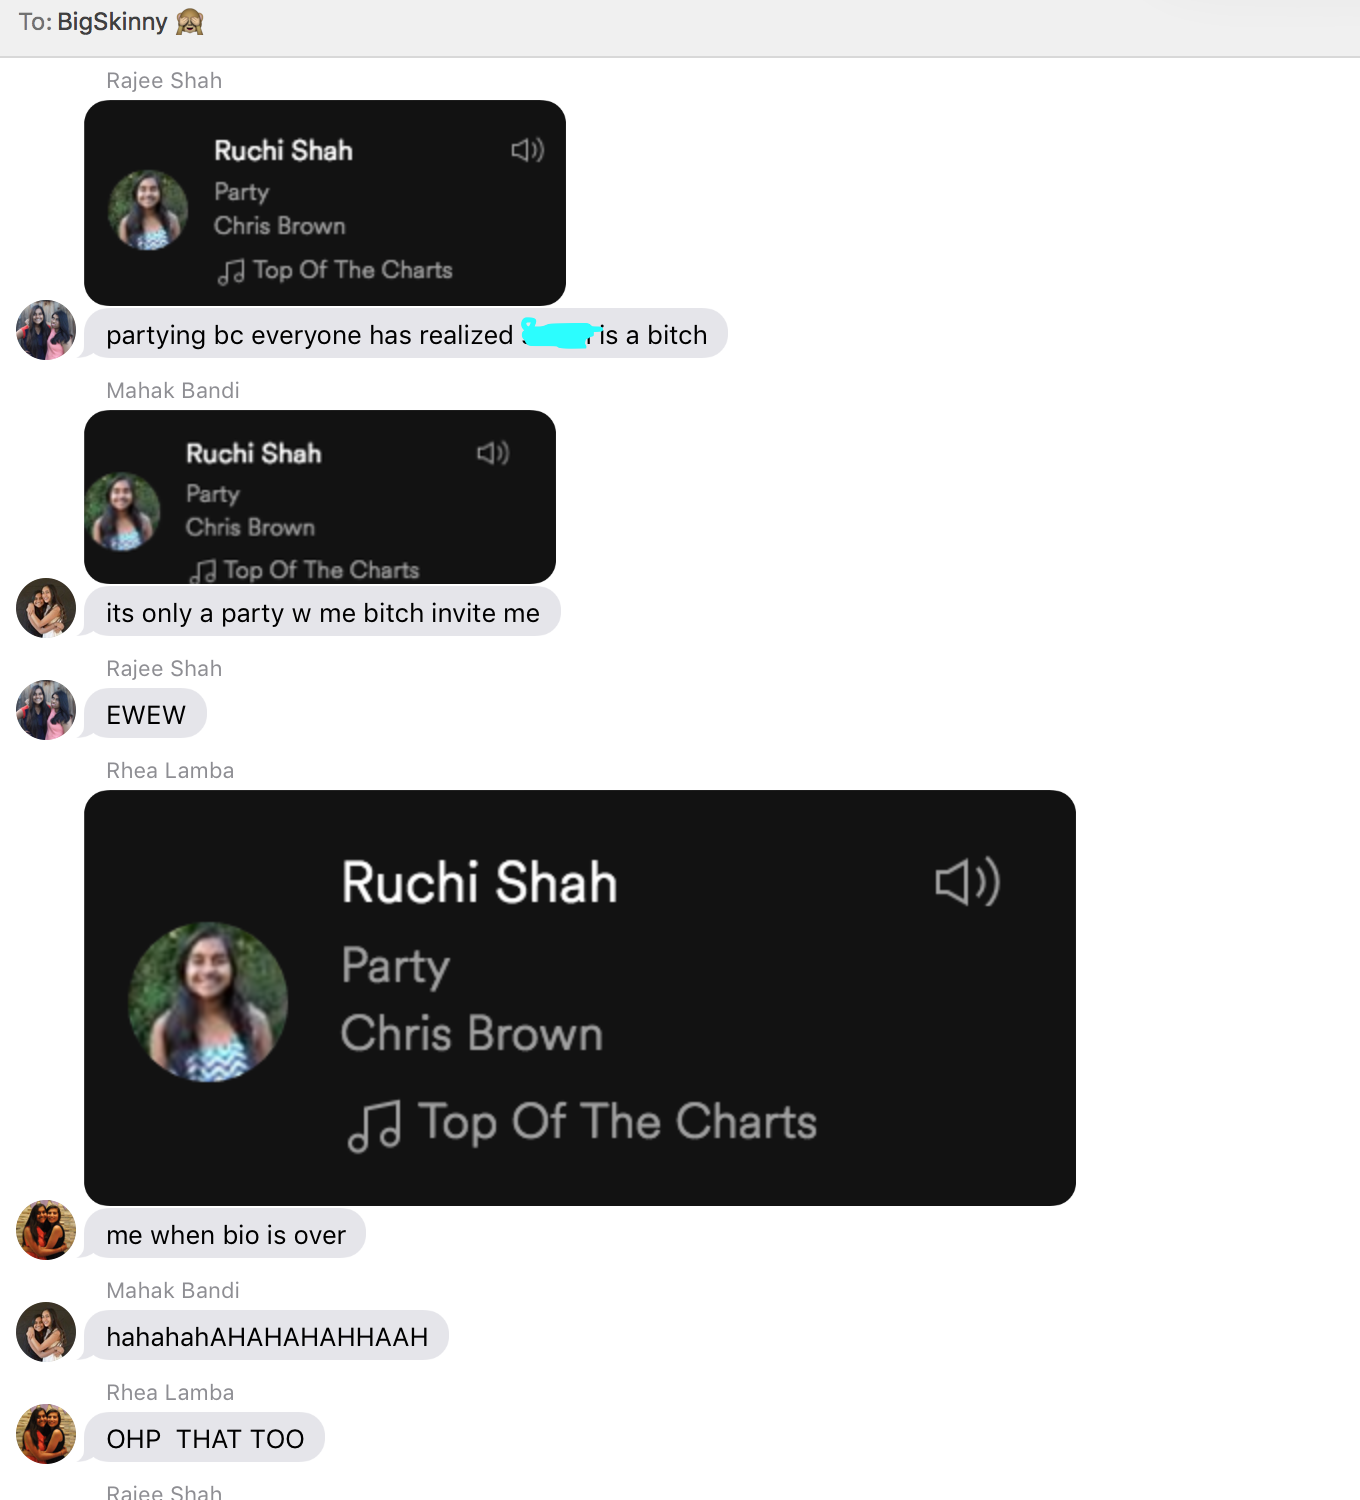 To: BigSkinny 🙈
Rajee Shah
Ruchi Shah
Party
Chris Brown
Top Of The Charts
partying bc everyone has realized is a bitch
Mahak Bandi
Ruchi Shah
Party
Chris Brown
Top Of The Charts
its only a party w me bitch invite me
Rajee Shah
EWEW
Rhea Lamba
Ruchi Shah
Party
Chris Brown
Top Of The Charts
me when bio is over
Mahak Bandi
hahahahAHAHAHAHHAAH
Rhea Lamba
OHP  THAT TOO
Rajee Shah